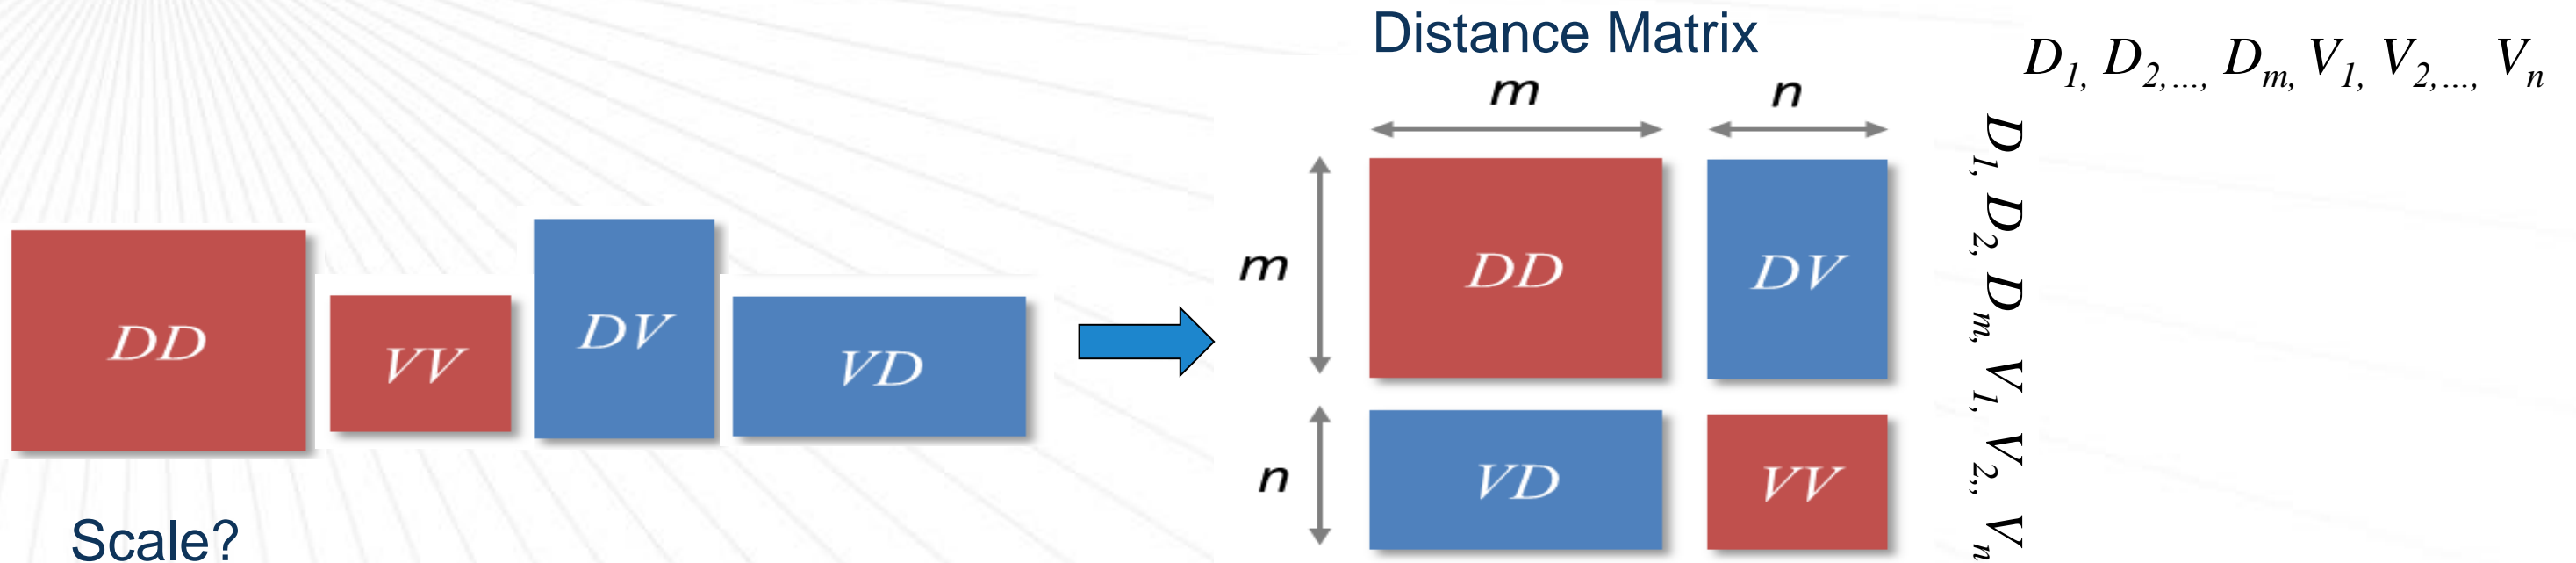 Distance Matrix
D1, D2,..., Dm, V1, V2,..., Vn
m n
DD VV DV VD
m
DD DV
n
VD VV
D1, D2, Dm, V1, V2,, Vn
Scale?